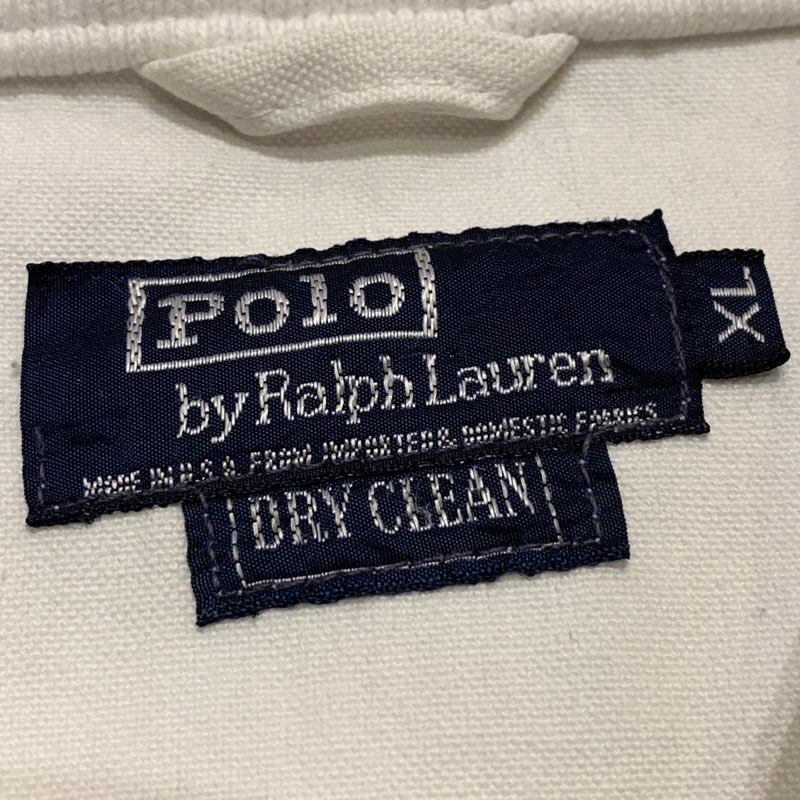 POLO
by Ralph Lauren
MADE IN U.S.A. FROM IMPORTED & DOMESTIC FABRICS
DRY CLEAN
XL